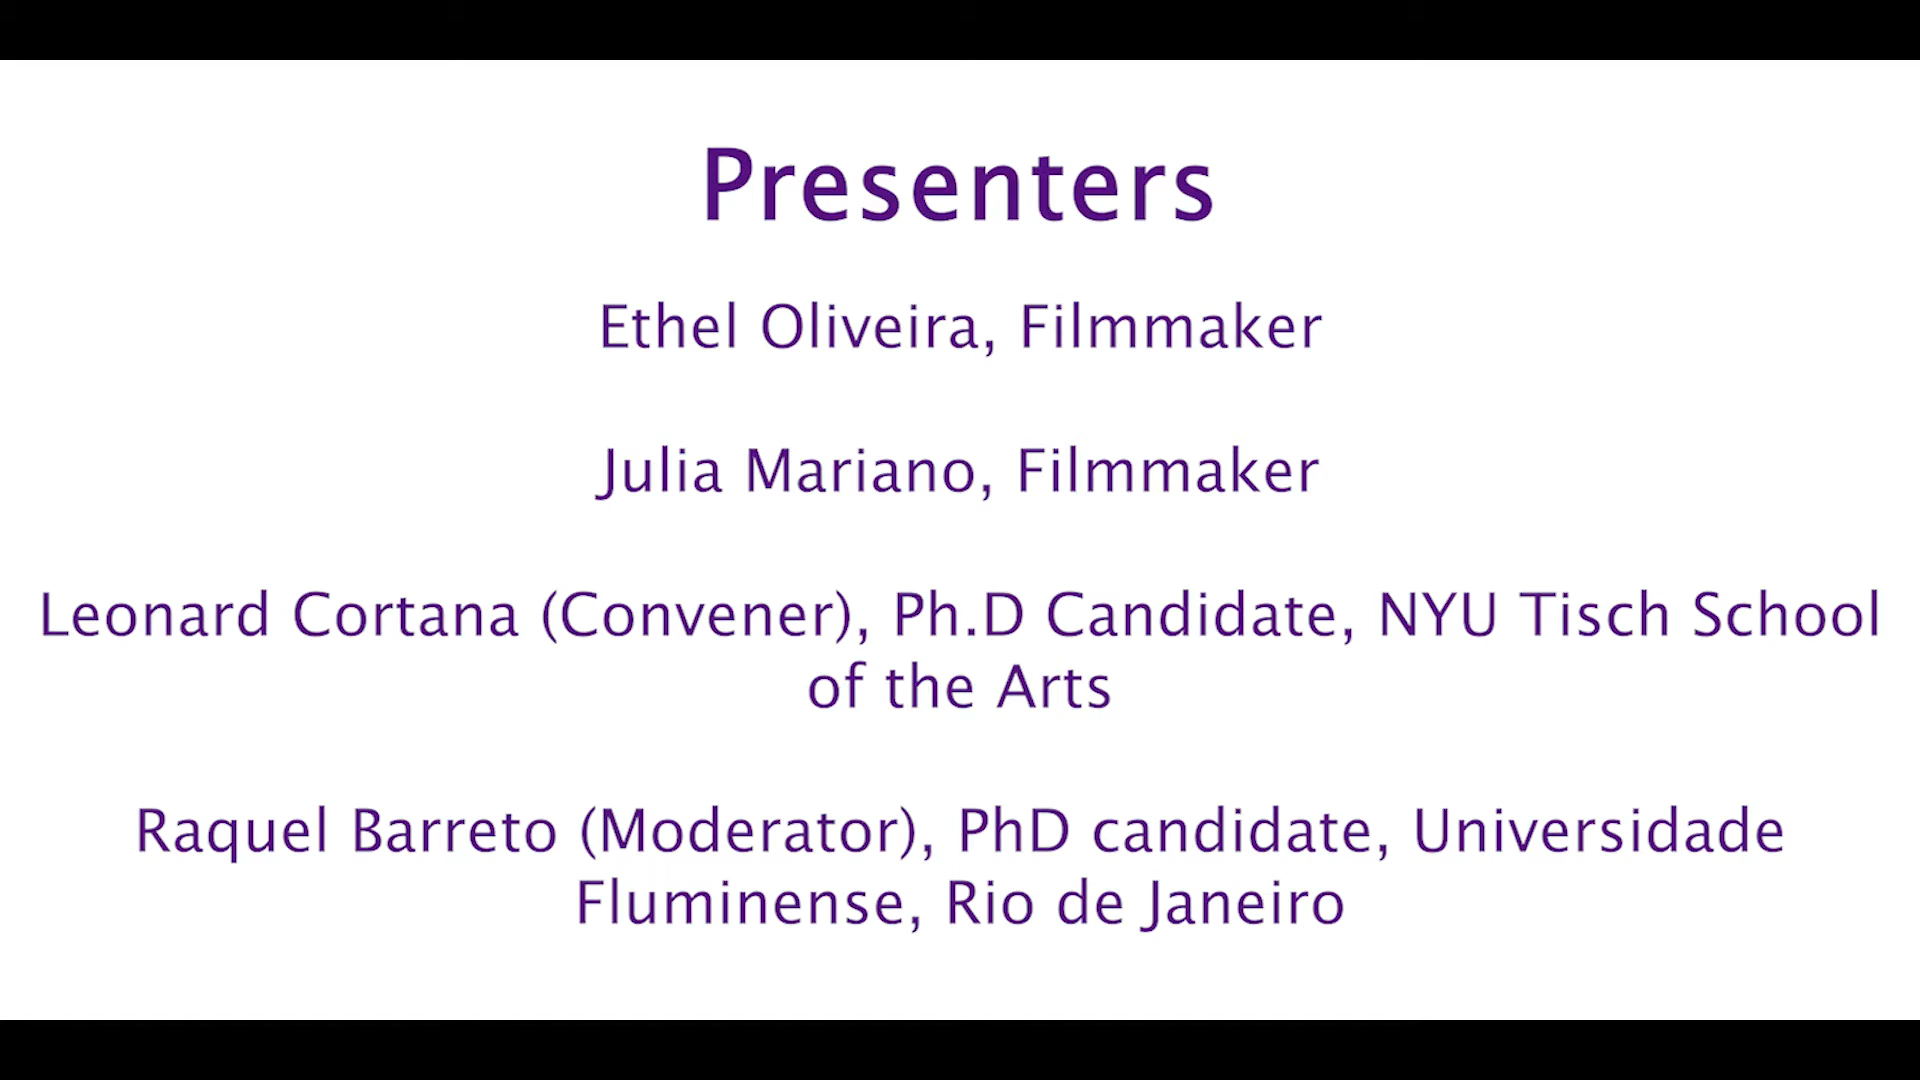 Presenters
Ethel Oliveira, Filmmaker
Julia Mariano, Filmmaker
Leonard Cortana (Convener), Ph.D Candidate, NYU Tisch School
of the Arts
Raquel Barreto (Moderator), PhD candidate, Universidade
Fluminense, Rio de Janeiro